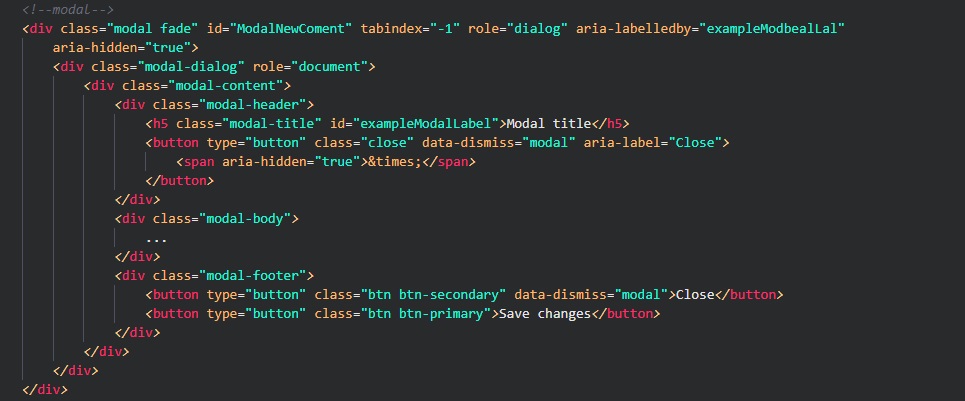 <!--modal-->
<div class="modal fade" id="ModalNewComent" tabindex="-1" role="dialog" aria-labelledby="exampleModbealLal"
    aria-hidden="true">
    <div class="modal-dialog" role="document">
        <div class="modal-content">
            <div class="modal-header">
                <h5 class="modal-title" id="exampleModalLabel">Modal title</h5>
                <button type="button" class="close" data-dismiss="modal" aria-label="Close">
                    <span aria-hidden="true">&times;</span>
                </button>
            </div>
            <div class="modal-body">
                ...
            </div>
            <div class="modal-footer">
                <button type="button" class="btn btn-secondary" data-dismiss="modal">Close</button>
                <button type="button" class="btn btn-primary">Save changes</button>
            </div>
        </div>
    </div>
</div>